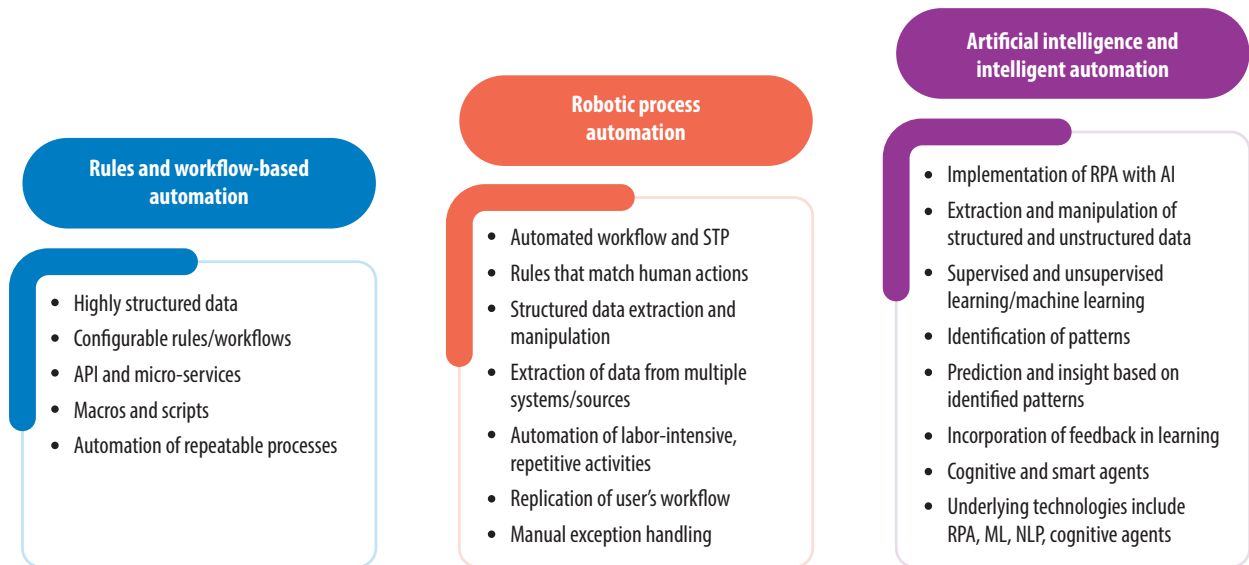 Rules and workflow-based
automation
• Highly structured data
• Configurable rules/workflows
• API and micro-services
• Macros and scripts
• Automation of repeatable processes
Robotic process
automation
• Automated workflow and STP
• Rules that match human actions
• Structured data extraction and
manipulation
• Extraction of data from multiple
systems/sources
• Automation of labor-intensive,
repetitive activities
• Replication of user’s workflow
• Manual exception handling
Artificial intelligence and
intelligent automation
• Implementation of RPA with AI
• Extraction and manipulation of
structured and unstructured data
• Supervised and unsupervised
learning/machine learning
• Identification of patterns
• Prediction and insight based on
identified patterns
• Incorporation of feedback in learning
• Cognitive and smart agents
• Underlying technologies include
RPA, ML, NLP, cognitive agents